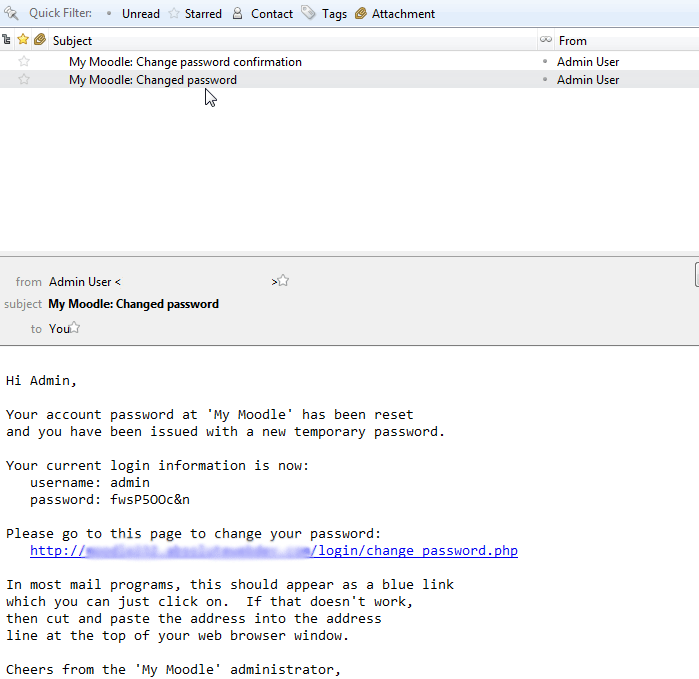 Quick Filter: Unread Starred Contact Tags Attachment
Subject From
My Moodle: Change password confirmation Admin User
My Moodle: Changed password Admin User
from Admin User < >
subject My Moodle: Changed password
to You
Hi Admin,
Your account password at 'My Moodle' has been reset
and you have been issued with a new temporary password.
Your current login information is now:
username: admin
password: fwsP5OOc&n
Please go to this page to change your password:
http:// /login/change_password.php
In most mail programs, this should appear as a blue link
which you can just click on. If that doesn't work,
then cut and paste the address into the address
line at the top of your web browser window.
Cheers from the 'My Moodle' administrator,